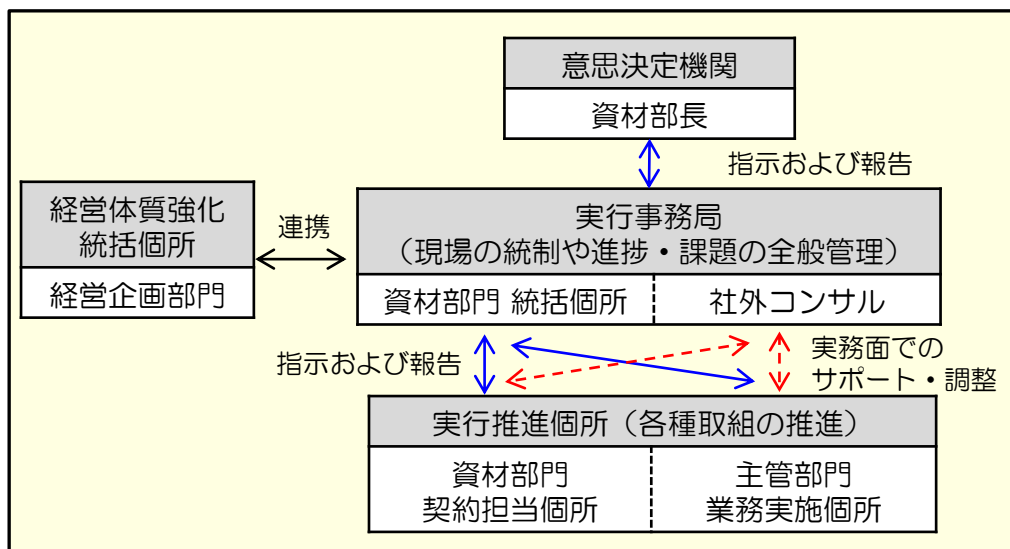 意思決定機関
資材部長
指示および報告
経営体質強化
統括個所
経営企画部門
連携
実行事務局
（現場の統制や進捗・課題の全般管理）
資材部門 統括個所
社外コンサル
指示および報告
実務面での
サポート・調整
実行推進個所（各種取組の推進）
資材部門
契約担当個所
主管部門
業務実施個所